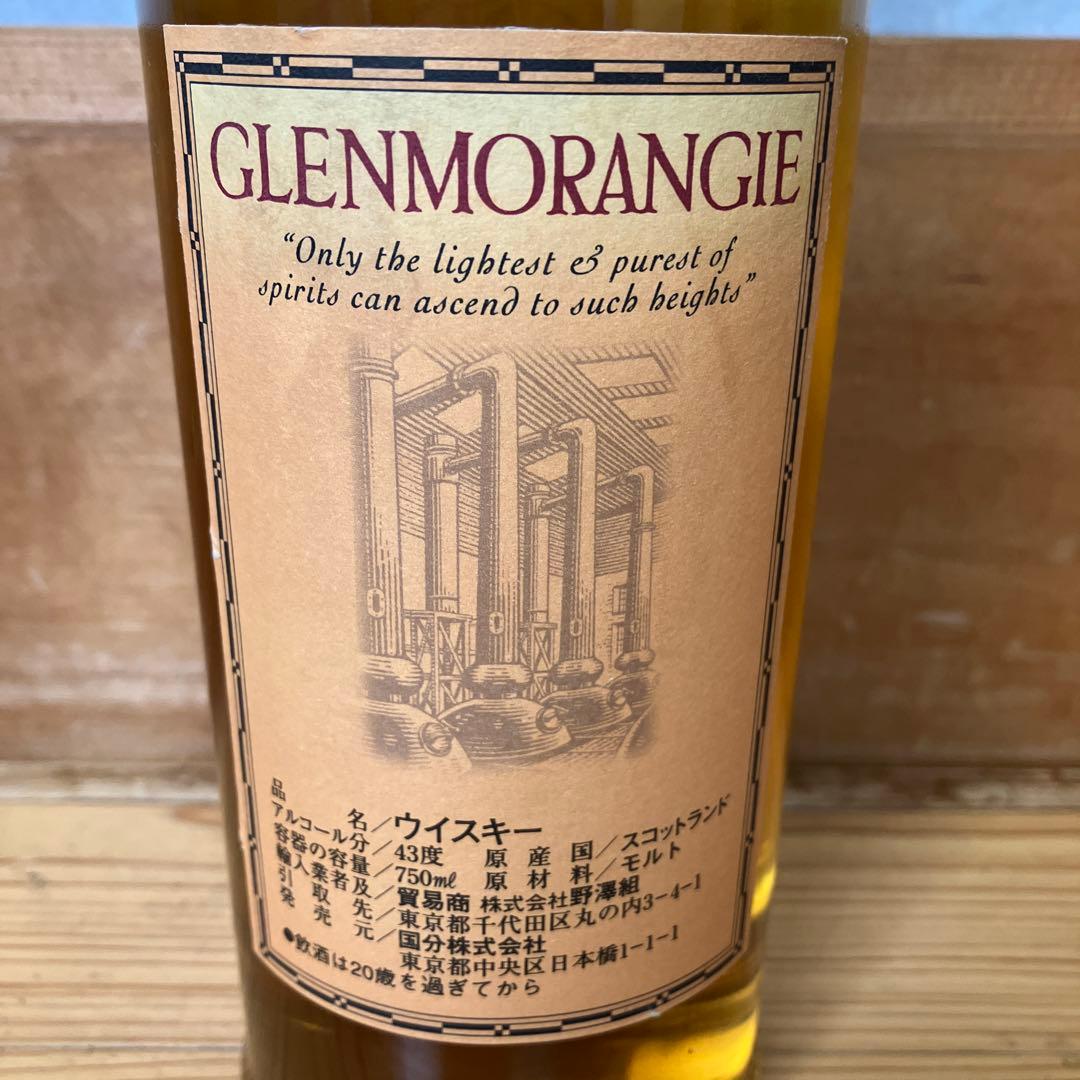 GLENMORANGIE
“Only the lightest & purest of
spirits can ascend to such heights”
品名／ウイスキー
アルコール分／43度 原産国／スコットランド
容器の容量／750ml 原材料／モルト
輸入業者及／貿易商 株式会社野澤組
引取先／東京都千代田区丸の内3-4-1
発売元／国分株式会社
東京都中央区日本橋1-1-1
●飲酒は20歳を過ぎてから